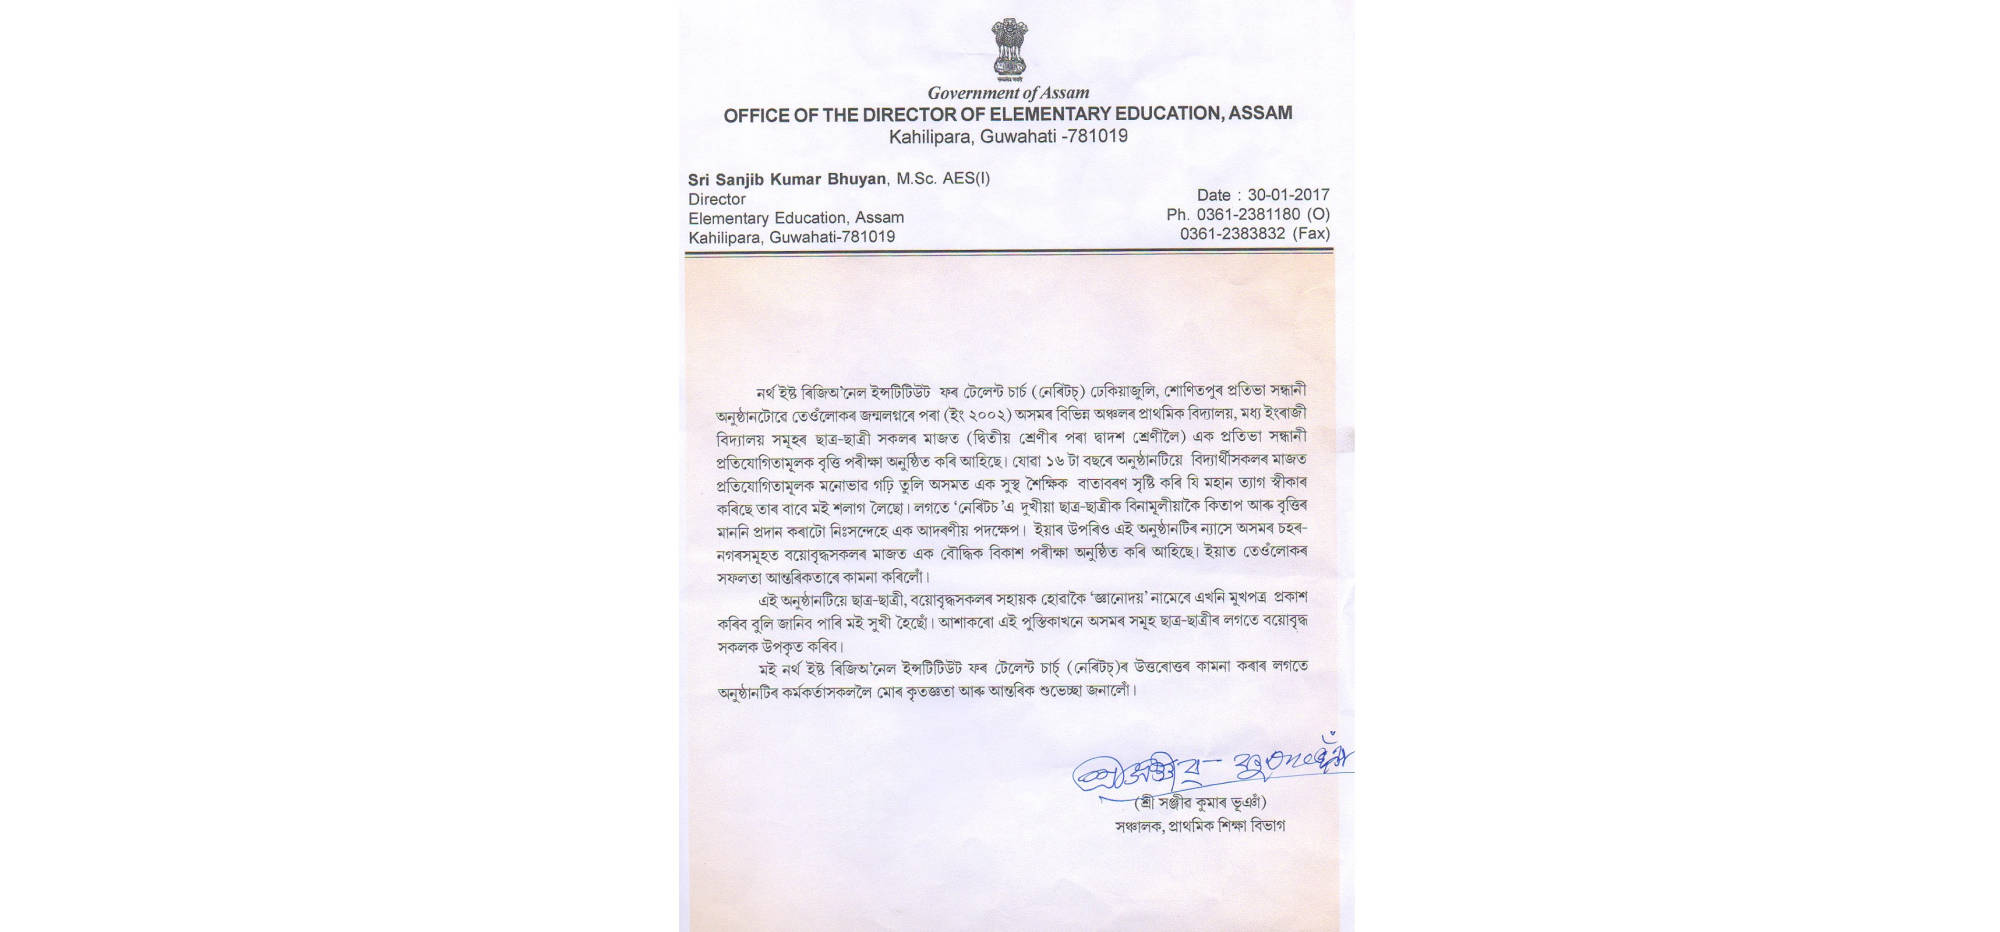 Government of Assam
OFFICE OF THE DIRECTOR OF ELEMENTARY EDUCATION, ASSAM
Kahilipara, Guwahati -781019
Sri Sanjib Kumar Bhuyan, M.Sc. AES(I)
Director
Elementary Education, Assam
Kahilipara, Guwahati-781019
Date : 30-01-2017
Ph. 0361-2381180 (O)
0361-2383832 (Fax)
নৰ্থ ইষ্ট ৰিজিঅ'নেল ইন্সটিটিউট ফৰ টেলেন্ট চাৰ্চ (নেৰিটচ্) ঢেকিয়াজুলি, শোণিতপুৰ প্ৰতিভা সন্ধানী
অনুষ্ঠানটোৱে তেওঁলোকৰ জন্মলগ্নৰে পৰা (ইং ২০০২) অসমৰ বিভিন্ন অঞ্চলৰ প্ৰাথমিক বিদ্যালয়, মধ্য ইংৰাজী
বিদ্যালয় সমূহৰ ছাত্ৰ-ছাত্ৰী সকলৰ মাজত (দ্বিতীয় শ্ৰেণীৰ পৰা দ্বাদশ শ্ৰেণীলৈ) এক প্ৰতিভা সন্ধানী
প্ৰতিযোগিতামূলক বৃত্তি পৰীক্ষা অনুষ্ঠিত কৰি আহিছে। যোৱা ১৬ টা বছৰে অনুষ্ঠানটিয়ে বিদ্যাৰ্থীসকলৰ মাজত
প্ৰতিযোগিতামূলক মনোভাৱ গঢ়ি তুলি অসমত এক সুস্থ শৈক্ষিক বাতাবৰণ সৃষ্টি কৰি যি মহান ত্যাগ স্বীকাৰ
কৰিছে তাৰ বাবে মই শলাগ লৈছো। লগতে 'নেৰিটচ'এ দুখীয়া ছাত্ৰ-ছাত্ৰীক বিনামূলীয়াকৈ কিতাপ আৰু বৃত্তিৰ
মাননি প্ৰদান কৰাটো নিঃসন্দেহে এক আদৰণীয় পদক্ষেপ। ইয়াৰ উপৰিও এই অনুষ্ঠানটিৰ ন্যাসে অসমৰ চহৰ-
নগৰসমূহত বয়োবৃদ্ধসকলৰ মাজত এক বৌদ্ধিক বিকাশ পৰীক্ষা অনুষ্ঠিত কৰি আহিছে। ইয়াত তেওঁলোকৰ
সফলতা আন্তৰিকতাৰে কামনা কৰিলোঁ।
এই অনুষ্ঠানটিয়ে ছাত্ৰ-ছাত্ৰী, বয়োবৃদ্ধসকলৰ সহায়ক হোৱাকৈ 'জ্ঞানোদয়' নামেৰে এখনি মুখপত্ৰ প্ৰকাশ
কৰিব বুলি জানিব পাৰি মই সুখী হৈছোঁ। আশাকৰো এই পুস্তিকাখনে অসমৰ সমূহ ছাত্ৰ-ছাত্ৰীৰ লগতে বয়োবৃদ্ধ
সকলক উপকৃত কৰিব।
মই নৰ্থ ইষ্ট ৰিজিঅ'নেল ইন্সটিটিউট ফৰ টেলেন্ট চাৰ্চ্ (নেৰিটচ্)ৰ উত্তৰোত্তৰ কামনা কৰাৰ লগতে
অনুষ্ঠানটিৰ কৰ্মকৰ্তাসকললৈ মোৰ কৃতজ্ঞতা আৰু আন্তৰিক শুভেচ্ছা জনালোঁ।
(শ্ৰী সঞ্জীৱ কুমাৰ ভূঞাঁ)
সঞ্চালক, প্ৰাথমিক শিক্ষা বিভাগ